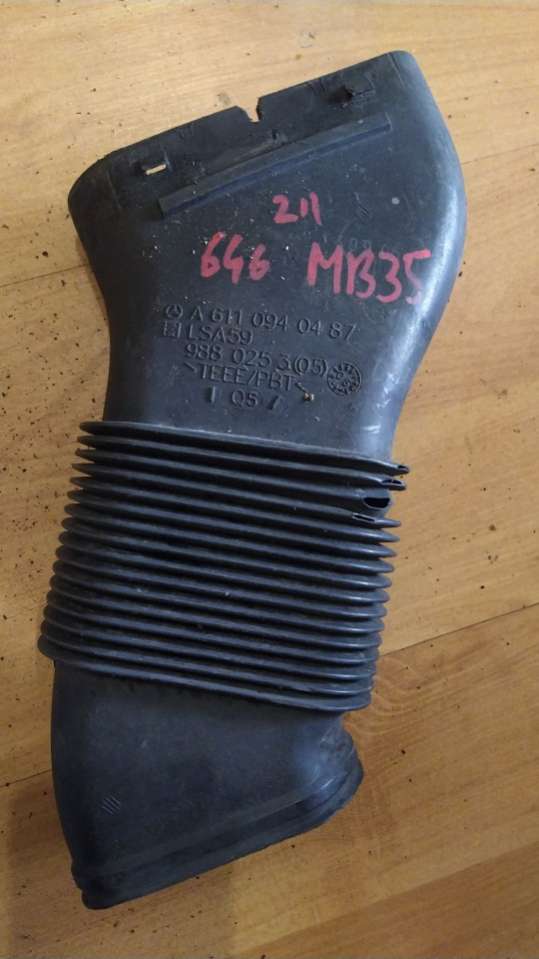 211
646 MB35
A 611 094 04 87
LSA59
988 025 3(05)
>TEEE/PBT<
05